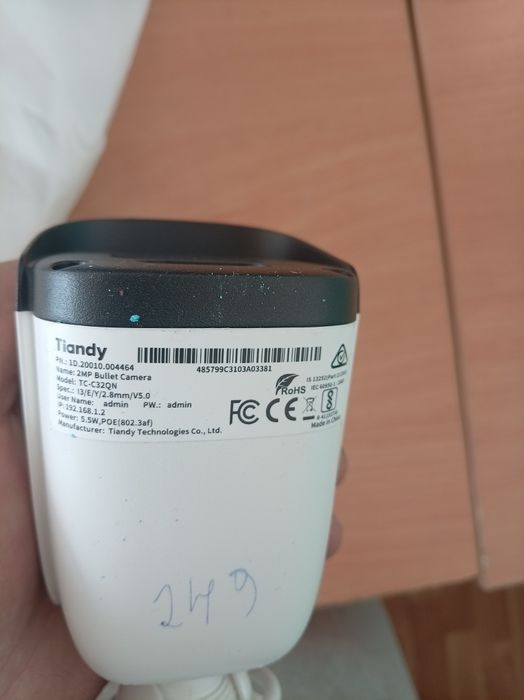 Tiandy
PN.: 1D.20010.004464
Name: 2MP Bullet Camera
Model: TC-C32QN
Spec.: I3/E/Y/2.8mm/V5.0
User Name: admin PW.: admin
IP: 192.168.1.2
Power: 5.5W,POE(802.3af)
Manufacturer: Tiandy Technologies Co., Ltd.
485799C3103A03381
RoHS
FC CE
Made in China
249